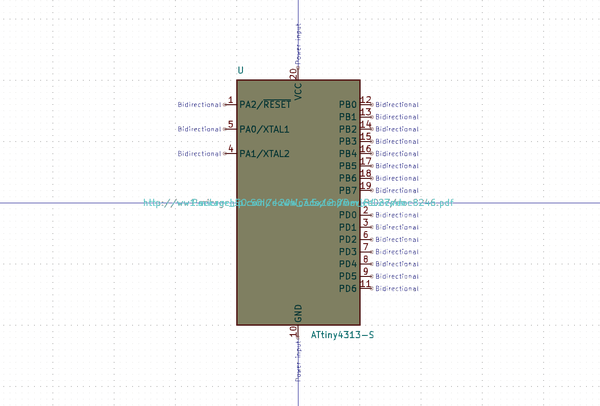 Power input
20
U
VCC
Bidirectional 1 PA2/RESET PB0 12 Bidirectional
PB1 13 Bidirectional
Bidirectional 5 PA0/XTAL1 PB2 14 Bidirectional
PB3 15 Bidirectional
Bidirectional 4 PA1/XTAL2 PB4 16 Bidirectional
PB5 17 Bidirectional
PB6 18 Bidirectional
PB7 19 Bidirectional
PD0 2 Bidirectional
PD1 3 Bidirectional
PD2 6 Bidirectional
PD3 7 Bidirectional
PD4 8 Bidirectional
PD5 9 Bidirectional
PD6 11 Bidirectional
GND
10
ATtiny4313-S
Power input